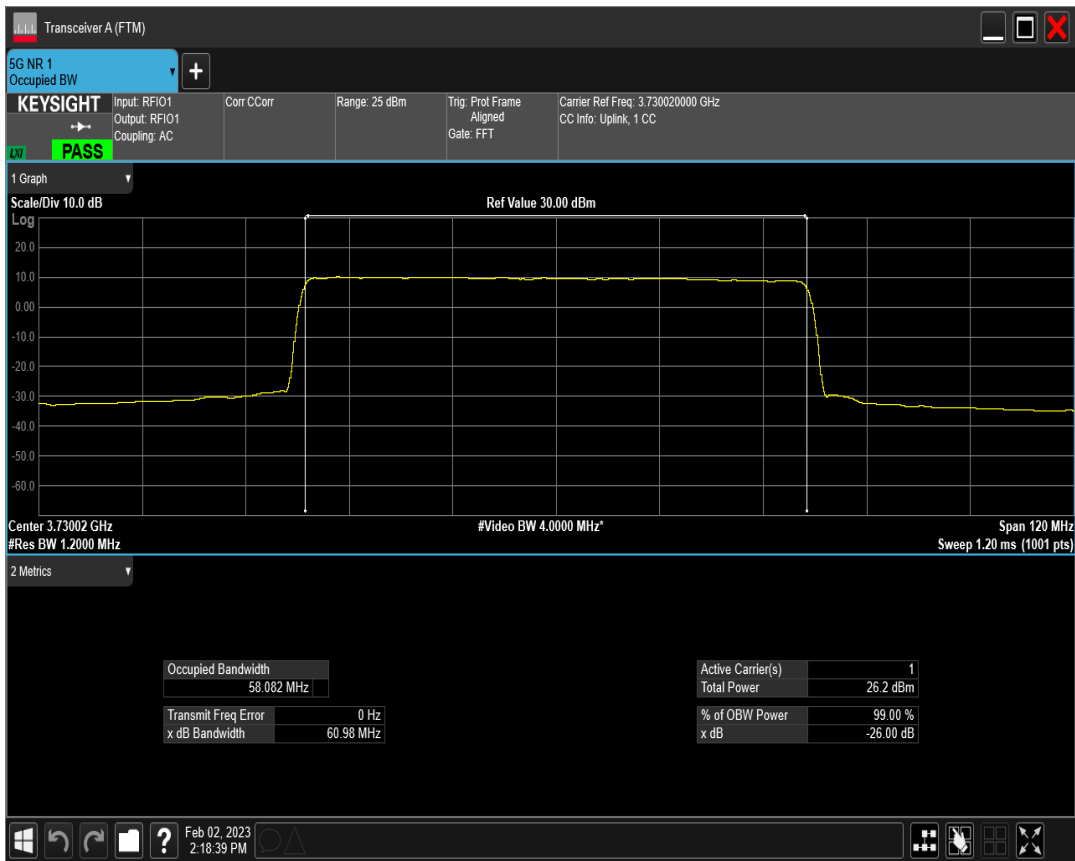 Transceiver A (FTM)
5G NR 1
Occupied BW
+
KEYSIGHT
LXI
PASS
Input: RFIO1
Output: RFIO1
Coupling: AC
Corr CCorr
Range: 25 dBm
Trig: Prot Frame
Aligned
Gate: FFT
Carrier Ref Freq: 3.730020000 GHz
CC Info: Uplink, 1 CC
1 Graph
Scale/Div 10.0 dB
Ref Value 30.00 dBm
Log
20.0
10.0
0.00
-10.0
-20.0
-30.0
-40.0
-50.0
-60.0
Center 3.73002 GHz
#Video BW 4.0000 MHz*
Span 120 MHz
#Res BW 1.2000 MHz
Sweep 1.20 ms (1001 pts)
2 Metrics
Occupied Bandwidth
58.082 MHz
Transmit Freq Error 0 Hz
x dB Bandwidth 60.98 MHz
Active Carrier(s) 1
Total Power 26.2 dBm
% of OBW Power 99.00 %
x dB -26.00 dB
?
Feb 02, 2023
2:18:39 PM